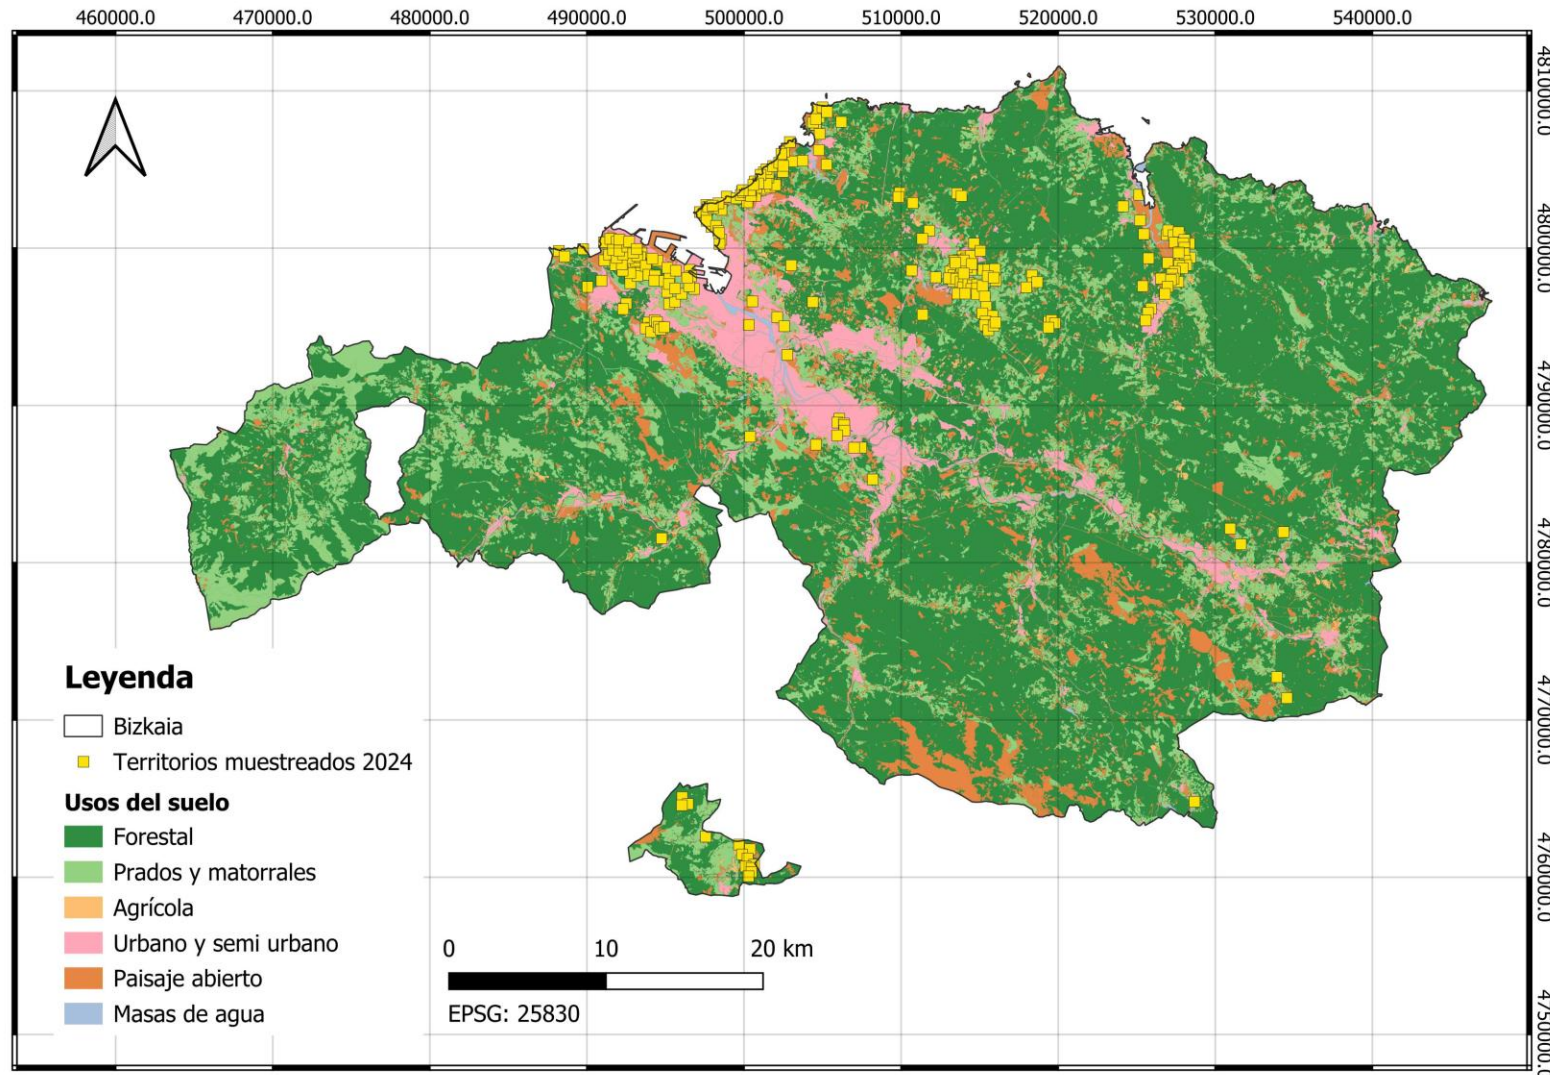 460000.0 470000.0 480000.0 490000.0 500000.0 510000.0 520000.0 530000.0 540000.0
4810000.0
4800000.0
4790000.0
4780000.0
4770000.0
4760000.0
4750000.0
Leyenda
Bizkaia
Territorios muestreados 2024
Usos del suelo
Forestal
Prados y matorrales
Agrícola
Urbano y semi urbano
Paisaje abierto
Masas de agua
0 10 20 km
EPSG: 25830